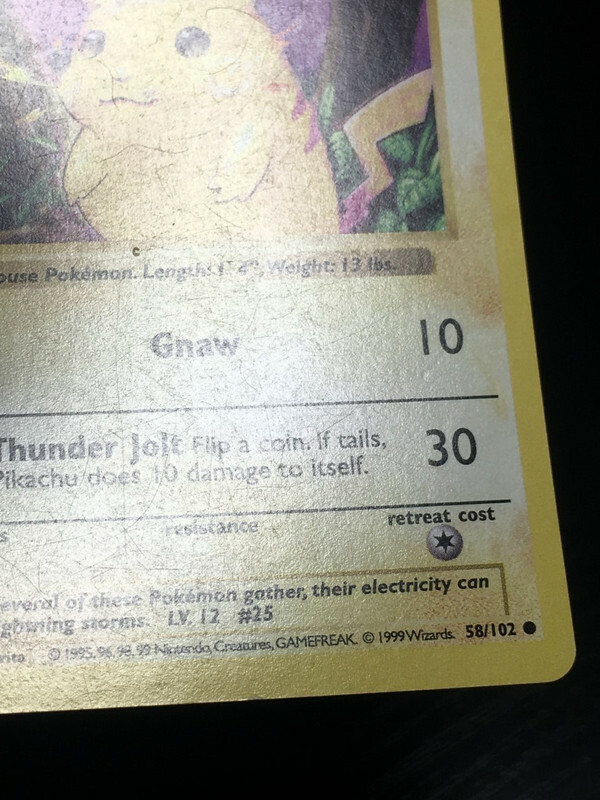 ouse Pokémon. Length: 1' 4", Weight: 13 lbs.
Gnaw 10
Thunder Jolt Flip a coin. If tails,
Pikachu does 10 damage to itself. 30
s resistance retreat cost
everal of these Pokémon gather, their electricity can
ghtning storms. LV. 12 #25
rita © 1995, 96, 98, 99 Nintendo, Creatures, GAMEFREAK. © 1999 Wizards. 58/102